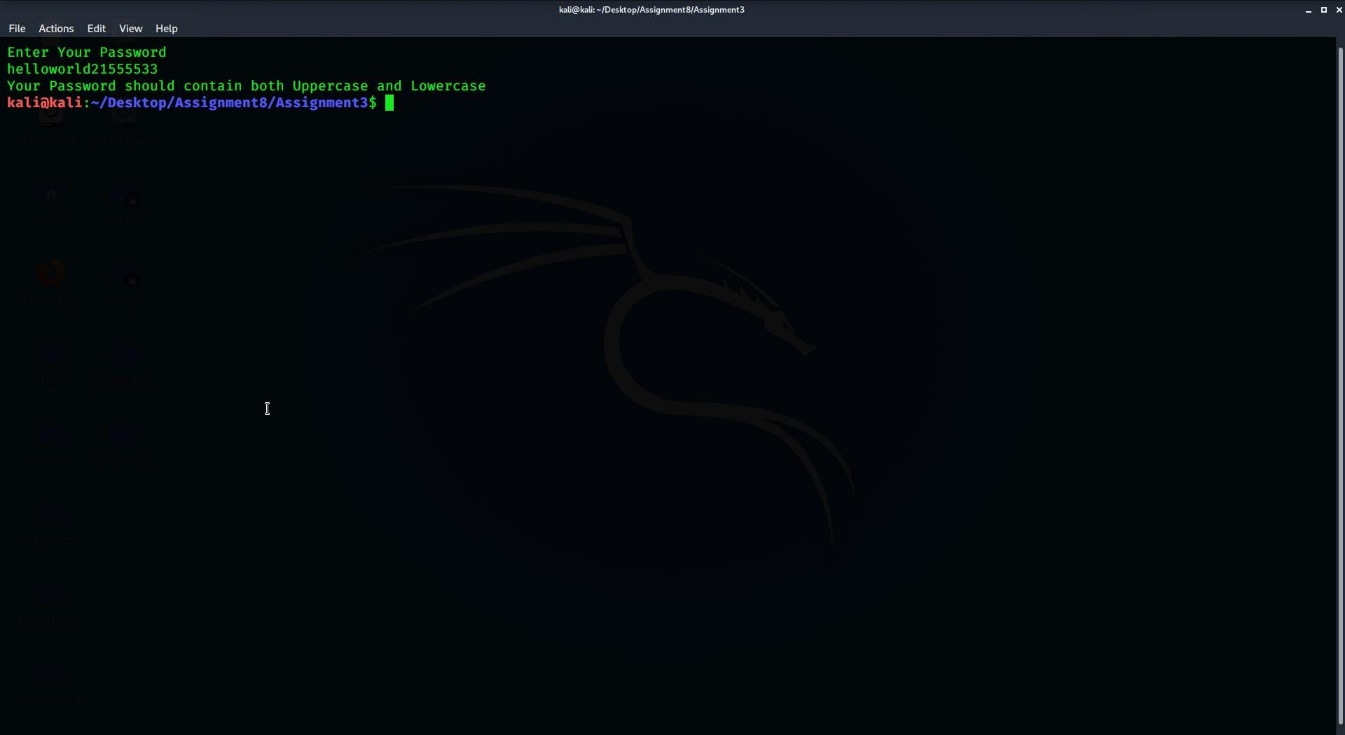 kali@kali: ~/Desktop/Assignment8/Assignment3
File Actions Edit View Help
Enter Your Password
helloworld21555533
Your Password should contain both Uppercase and Lowercase
kali@kali:~/Desktop/Assignment8/Assignment3$